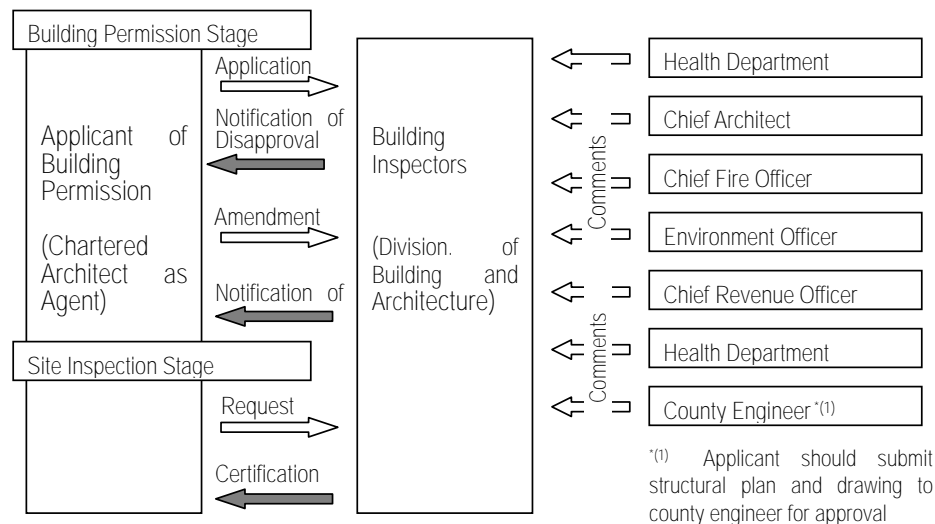 Building Permission Stage
Applicant of
Building
Permission
(Chartered
Architect as
Agent)
Application
Notification of
Disapproval
Amendment
Notification of
Site Inspection Stage
Request
Certification
Building
Inspectors
(Division. of
Building and
Architecture)
Comments
Comments
Health Department
Chief Architect
Chief Fire Officer
Environment Officer
Chief Revenue Officer
Health Department
County Engineer *(1)
*(1) Applicant should submit
structural plan and drawing to
county engineer for approval